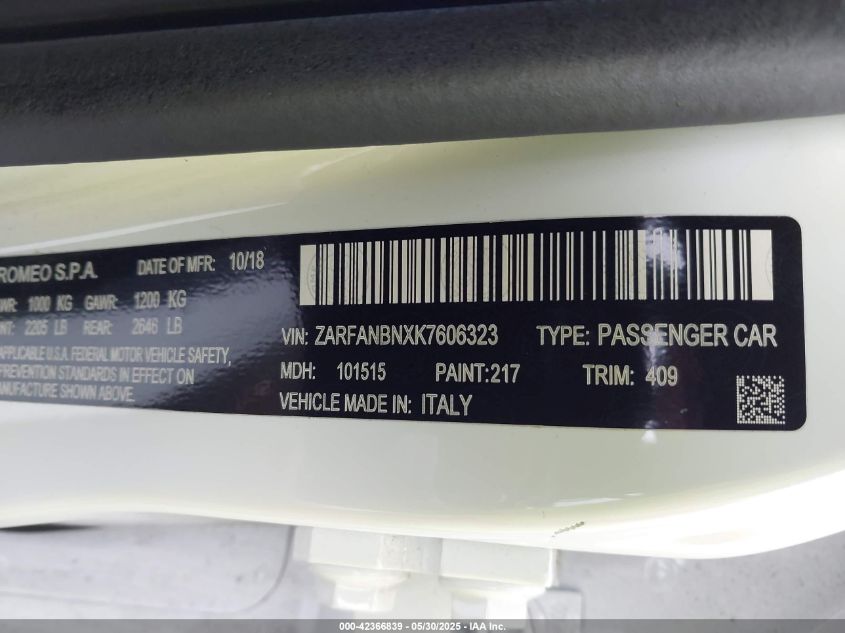 ROMEO S.P.A. DATE OF MFR: 10/18
1000 KG GAWR: 1200 KG
2205 LB REAR: 2646 LB
APPLICABLE U.S.A. FEDERAL MOTOR VEHICLE SAFETY,
PREVENTION STANDARDS IN EFFECT ON
MANUFACTURE SHOWN ABOVE.
VIN: ZARFANBNXK7606323 TYPE: PASSENGER CAR
MDH: 101515 PAINT:217 TRIM: 409
VEHICLE MADE IN: ITALY
000-42366839 - 05/30/2025 - IAA Inc.